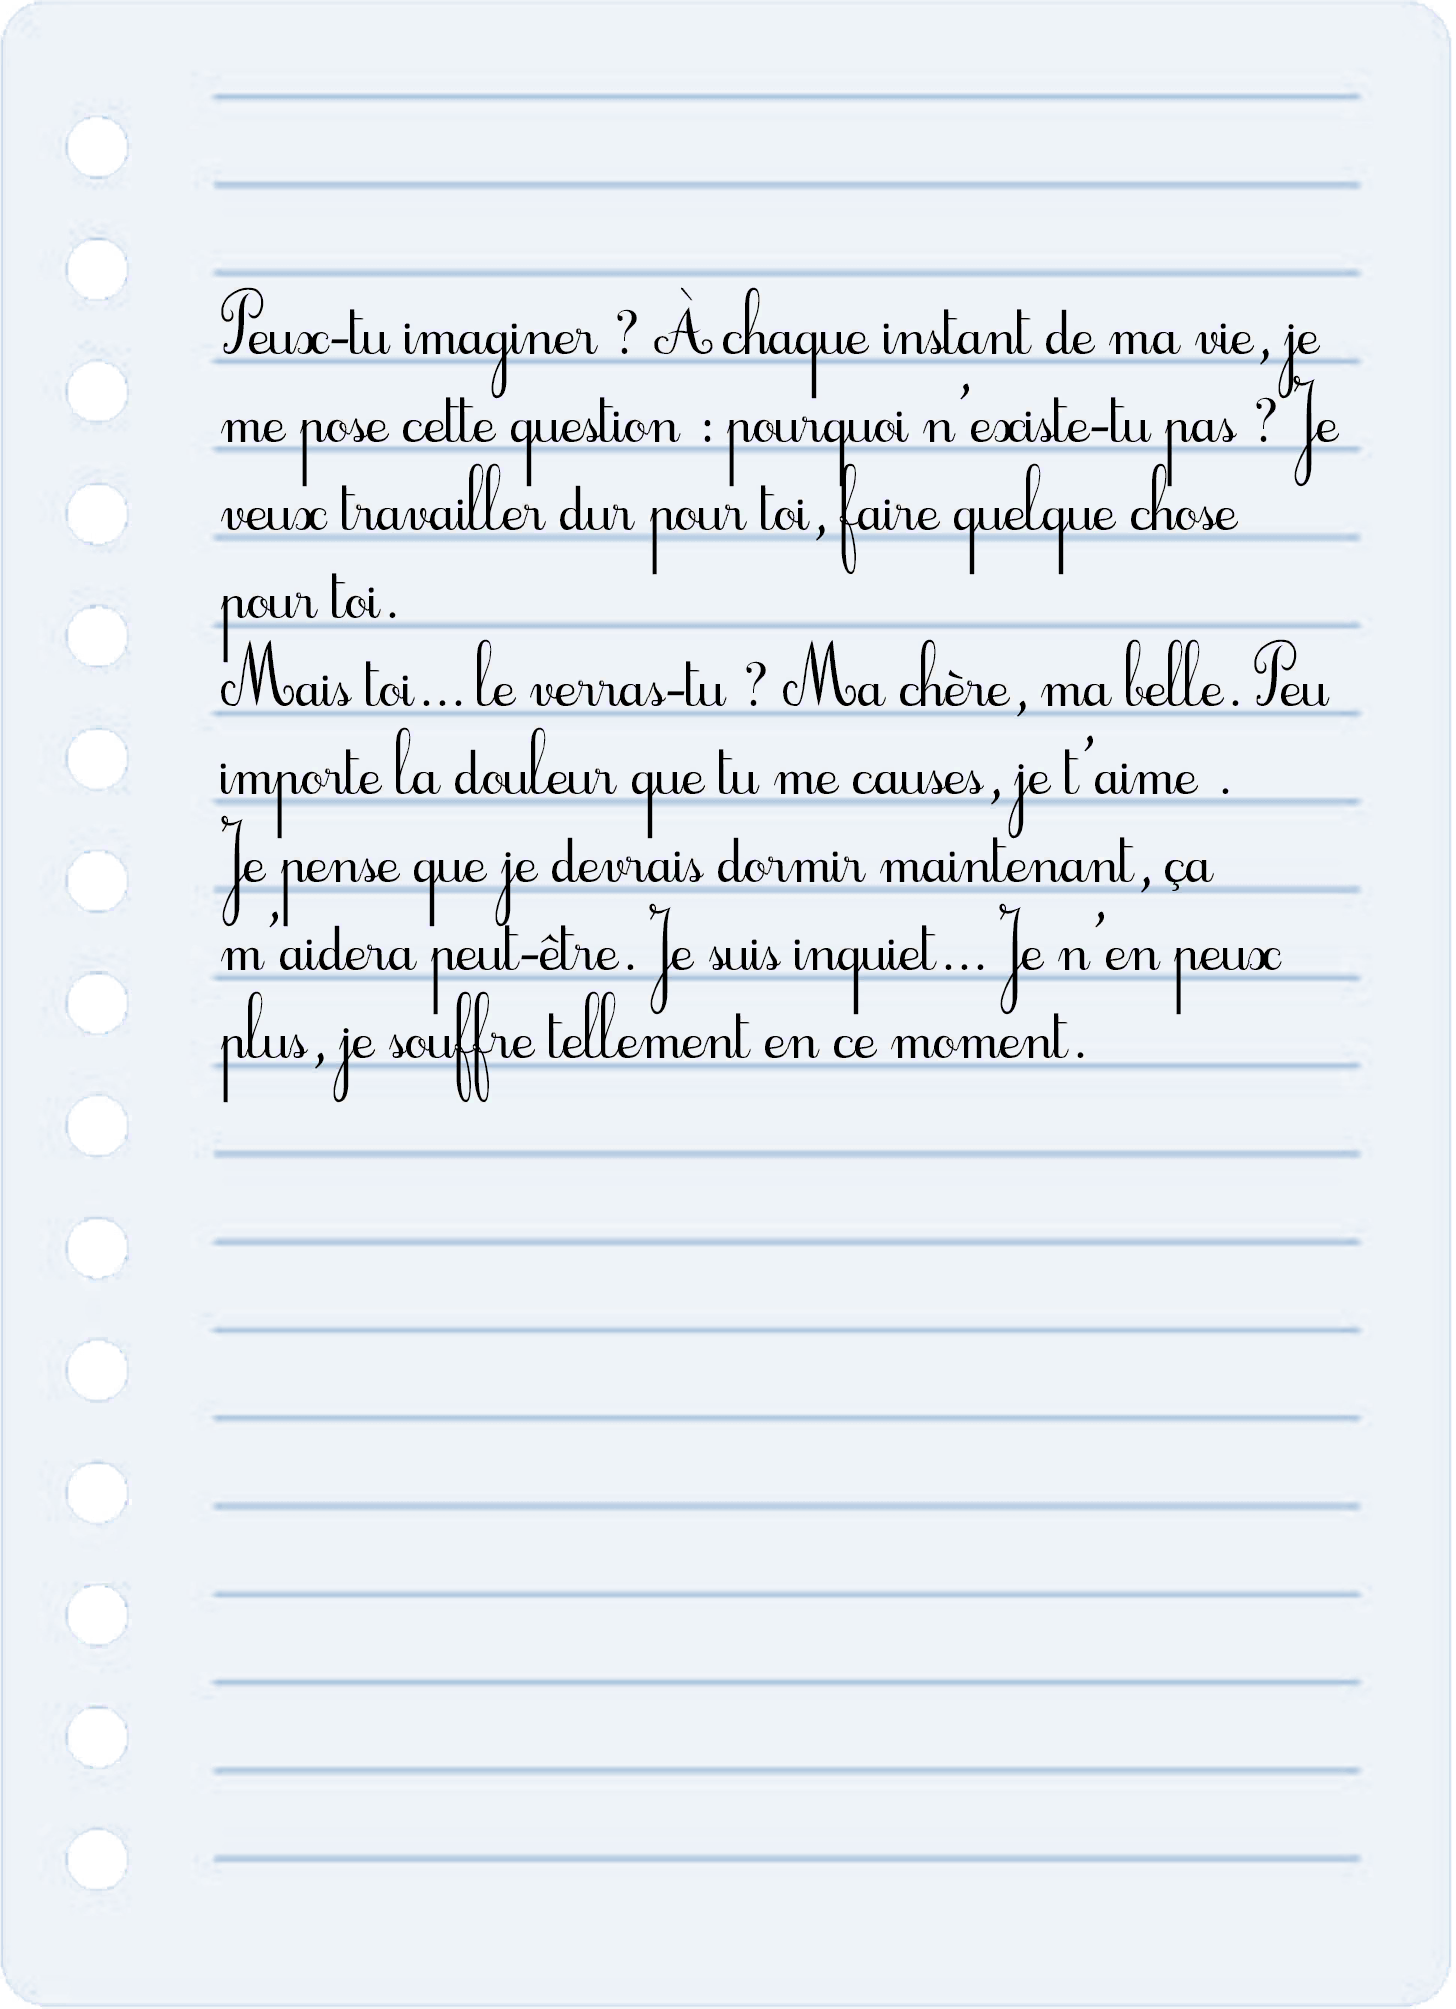 Peux-tu imaginer ? À chaque instant de ma vie, je
me pose cette question : pourquoi n'existe-tu pas ? Je
veux travailler dur pour toi, faire quelque chose
pour toi.
Mais toi... le verras-tu ? Ma chère, ma belle. Peu
importe la douleur que tu me causes, je t'aime .
Je pense que je devrais dormir maintenant, ça
m'aidera peut-être. Je suis inquiet... Je n'en peux
plus, je souffre tellement en ce moment.